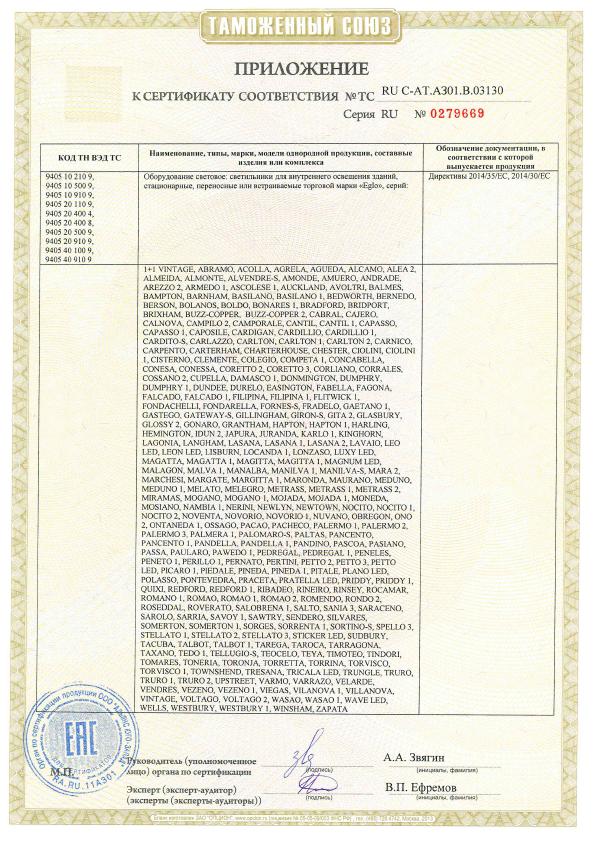 ТАМОЖЕННЫЙ СОЮЗ
ПРИЛОЖЕНИЕ
К СЕРТИФИКАТУ СООТВЕТСТВИЯ № ТС RU C-AT.АЗ01.В.03130
Серия RU № 0279669
КОД ТН ВЭД ТС
Наименование, типы, марки, модели однородной продукции, составные
изделия или комплекса
Обозначение документации, в
соответствии с которой
выпускается продукция
9405 10 210 9,
9405 10 500 9,
9405 10 910 9,
9405 20 110 9,
9405 20 400 4,
9405 20 400 8,
9405 20 500 9,
9405 20 910 9,
9405 40 100 9,
9405 40 910 9
Оборудование световое: светильники для внутреннего освещения зданий,
стационарные, переносные или встраиваемые торговой марки «Eglo», серий:
Директивы 2014/35/EC, 2014/30/EC
1+1 VINTAGE, ABRAMO, ACOLLA, AGRELA, AGUEDA, ALCAMO, ALEA 2,
ALMEIDA, ALMONTE, ALVENDRE-S, AMONDE, AMUERO, ANDRADE,
AREZZO 2, ARMEDO 1, ASCOLESE 1, AUCKLAND, AVOLTRI, BALMES,
BAMPTON, BARNHAM, BASILANO, BASILANO 1, BEDWORTH, BERNEDO,
BERSON, BOLANOS, BOLDO, BONARES 1, BRADFORD, BRIDPORT,
BRIXHAM, BUZZ-COPPER, BUZZ-COPPER 2, CABRAL, CAJERO,
CALNOVA, CAMPILO 2, CAMPORALE, CANTIL, CANTIL 1, CAPASSO,
CAPASSO 1, CAPOSILE, CARDIGAN, CARDILLIO, CARDILLIO 1,
CARDITO-S, CARLAZZO, CARLTON, CARLTON 1, CARLTON 2, CARNICO,
CARPENTO, CARTERHAM, CHARTERHOUSE, CHESTER, CIOLINI, CIOLINI
1, CISTERNO, CLEMENTE, COLEGIO, COMPETA 1, CONCABELLA,
CONESA, CONESSA, CORETTO 2, CORETTO 3, CORLIANO, CORRALES,
COSSANO 2, CUPELLA, DAMASCO 1, DONMINGTON, DUMPHRY,
DUMPHRY 1, DUNDEE, DURELO, EASINGTON, FABELLA, FAGONA,
FALCADO, FALCADO 1, FILIPINA, FILIPINA 1, FLITWICK 1,
FONDACHELLI, FONDARELLA, FORNES-S, FRADELO, GAETANO 1,
GASTEGO, GATEWAY-S, GILLINGHAM, GIRON-S, GITA 2, GLASBURY,
GLOSSY 2, GONARO, GRANTHAM, HAPTON, HAPTON 1, HARLING,
HEMINGTON, IDUN 2, JAPURA, JURANDA, KARLO 1, KINGHORN,
LAGONIA, LANGHAM, LASANA, LASANA 1, LASANA 2, LAVAIO, LEO
LED, LEON LED, LISBURN, LOCANDA 1, LONZASO, LUXY LED,
MAGATTA, MAGATTA 1, MAGITTA, MAGITTA 1, MAGNUM LED,
MALAGON, MALVA 1, MANALBA, MANILVA 1, MANILVA-S, MARA 2,
MARCHESI, MARGATE, MARGITTA 1, MARONDA, MAURANO, MEDUNO,
MEDUNO 1, MELATO, MELEGRO, METRASS, METRASS 1, METRASS 2,
MIRAMAS, MOGANO, MOGANO 1, MOJADA, MOJADA 1, MONEDA,
MOSIANO, NAMBIA 1, NERINI, NEWLYN, NEWTOWN, NOCITO, NOCITO 1,
NOCITO 2, NOVENTA, NOVORIO, NOVORIO 1, NUVANO, OBREGON, ONO
2, ONTANEDA 1, OSSAGO, PACAO, PACHECO, PALERMO 1, PALERMO 2,
PALERMO 3, PALMERA 1, PALOMARO-S, PALTAS, PANCENTO,
PANCENTO 1, PANDELLA, PANDELLA 1, PANDINO, PASCOA, PASIANO,
PASSA, PAULARO, PAWEDO 1, PEDREGAL, PEDREGAL 1, PENELES,
PENETO 1, PERILLO 1, PERNATO, PERTINI, PETTO 2, PETTO 3, PETTO
LED, PICARO 1, PIEDALE, PINEDA, PINEDA 1, PITALE, PLANO LED,
POLASSO, PONTEVEDRA, PRACETA, PRATELLA LED, PRIDDY, PRIDDY 1,
QUIXI, REDFORD, REDFORD 1, RIBADEO, RINEIRO, RINSEY, ROCAMAR,
ROMANO 1, ROMAO, ROMAO 1, ROMAO 2, ROMENDO, RONDO 2,
ROSEDDAL, ROVERATO, SALOBRENA 1, SALTO, SANIA 3, SARACENO,
SAROLO, SARRIA, SAVOY 1, SAWTRY, SENDERO, SILVARES,
SOMERTON, SOMERTON 1, SORGES, SORRENTA 1, SORTINO-S, SPELLO 3,
STELLATO 1, STELLATO 2, STELLATO 3, STICKER LED, SUDBURY,
TACUBA, TALBOT, TALBOT 1, TAREGA, TAROCA, TARRAGONA,
TAXANO, TEDO 1, TELLUGIO-S, TEOCELO, TEYA, TIMOTEO, TINDORI,
TOMARES, TONERIA, TORONJA, TORRETTA, TORRINA, TORVISCO,
TORVISCO 1, TOWNSHEND, TRESANA, TRICALA LED, TRUNGLE, TRURO,
TRURO 1, TRURO 2, UPSTREET, VARMO, VARRAZO, VELARDE,
VENDRES, VEZENO, VEZENO 1, VIEGAS, VILANOVA 1, VILLANOVA,
VINTAGE, VOLTAGO, VOLTAGO 2, WASAO, WASAO 1, WAVE LED,
WELLS, WESTBURY, WESTBURY 1, WINSHAM, ZAPATA
EAC
RA.RU.11АЗ01
М.П.
Руководитель (уполномоченное
лицо) органа по сертификации
(подпись)
А.А. Звягин
(инициалы, фамилия)
Эксперт (эксперт-аудитор)
(эксперты (эксперты-аудиторы))
(подпись)
В.П. Ефремов
(инициалы, фамилия)